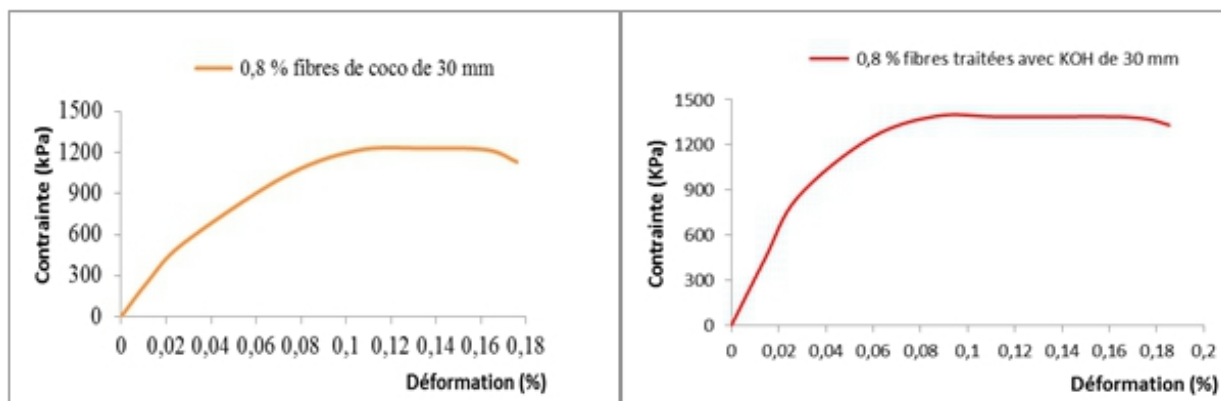 0,8 % fibres de coco de 30 mm
Contrainte (kPa)
1500
1200
900
600
300
0
0 0,02 0,04 0,06 0,08 0,1 0,12 0,14 0,16 0,18
Déformation (%)
0,8 % fibres traitées avec KOH de 30 mm
Contrainte (KPa)
1500
1200
900
600
300
0
0 0,02 0,04 0,06 0,08 0,1 0,12 0,14 0,16 0,18 0,2
Déformation (%)